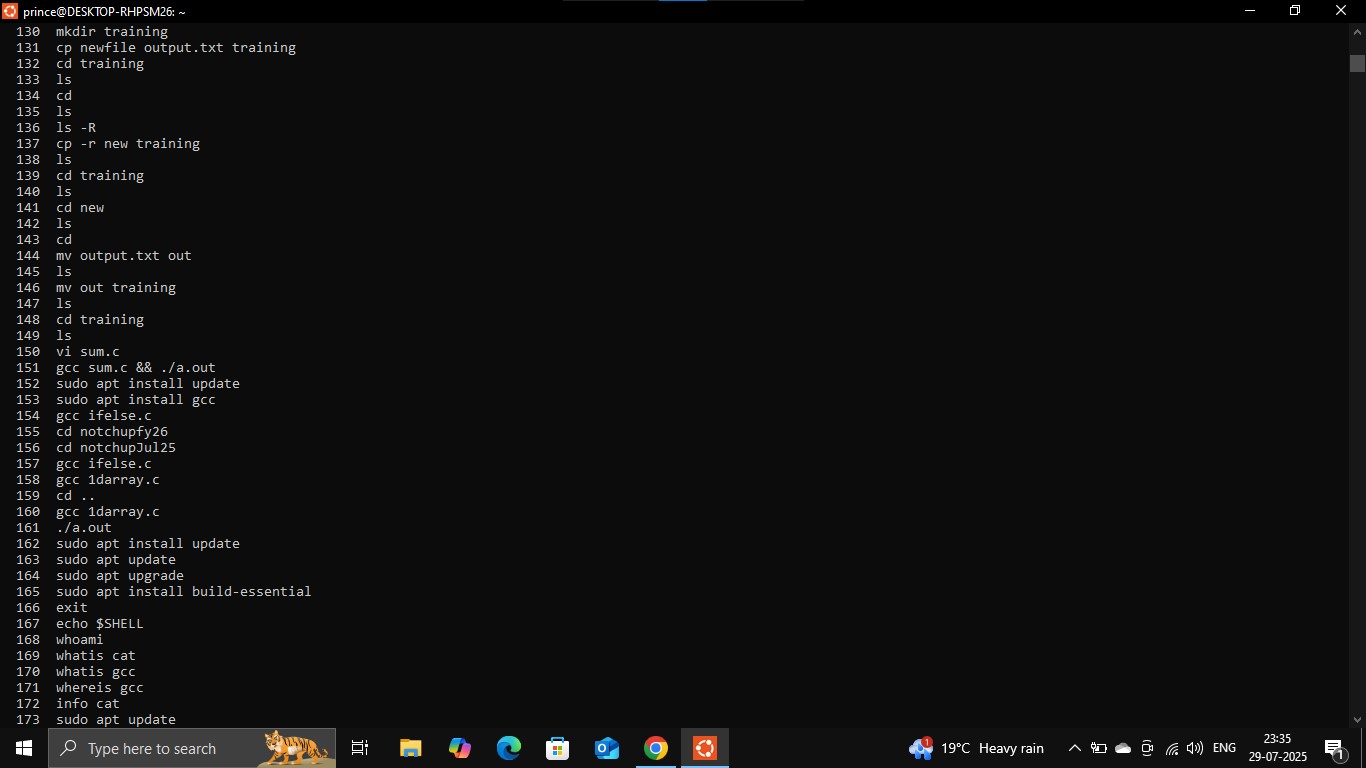 prince@DESKTOP-RHPSM26: ~
130 mkdir training
131 cp newfile output.txt training
132 cd training
133 ls
134 cd
135 ls
136 ls -R
137 cp -r new training
138 ls
139 cd training
140 ls
141 cd new
142 ls
143 cd
144 mv output.txt out
145 ls
146 mv out training
147 ls
148 cd training
149 ls
150 vi sum.c
151 gcc sum.c && ./a.out
152 sudo apt install update
153 sudo apt install gcc
154 gcc ifelse.c
155 cd notchupfy26
156 cd notchupJul25
157 gcc ifelse.c
158 gcc 1darray.c
159 cd ..
160 gcc 1darray.c
161 ./a.out
162 sudo apt install update
163 sudo apt update
164 sudo apt upgrade
165 sudo apt install build-essential
166 exit
167 echo $SHELL
168 whoami
169 whatis cat
170 whatis gcc
171 whereis gcc
172 info cat
173 sudo apt update
Type here to search
1
19°C Heavy rain
ENG
23:35
29-07-2025
1